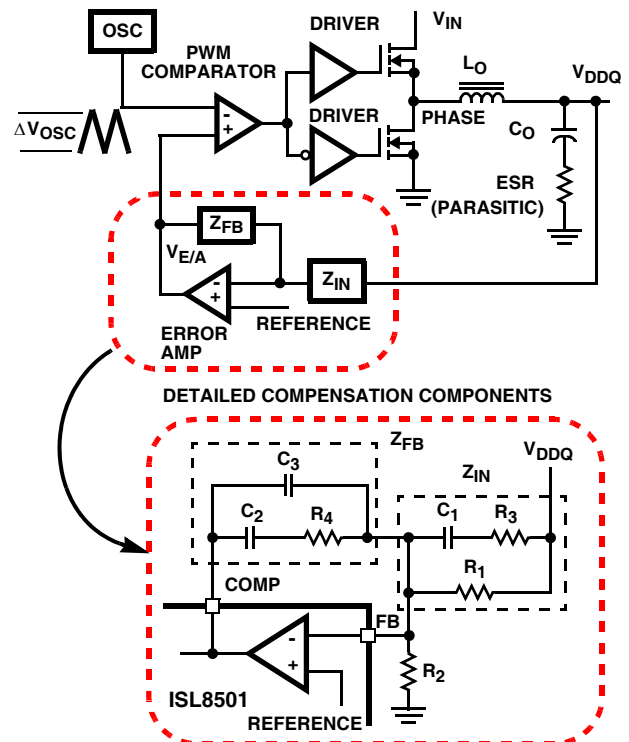 OSC
PWM
COMPARATOR
DRIVER
VIN
LO
VDDQ
ΔVOSC
-
+
DRIVER
PHASE
CO
ESR
(PARASITIC)
ZFB
VE/A
-
+
ZIN
ERROR
AMP
REFERENCE
DETAILED COMPENSATION COMPONENTS
ZFB
VDDQ
C3
ZIN
C2
R4
C1
R3
R1
COMP
FB
-
+
R2
ISL8501
REFERENCE